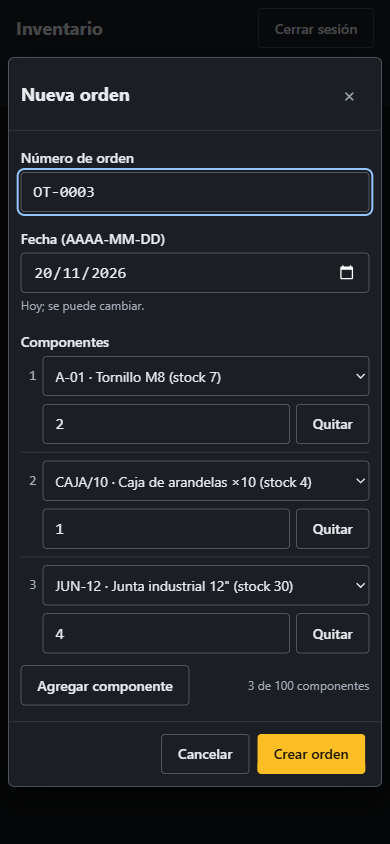 Inventario
Cerrar sesión
Nueva orden
×
Número de orden
OT-0003
Fecha (AAAA-MM-DD)
20/11/2026
Hoy; se puede cambiar.
Componentes
1 A-01 · Tornillo M8 (stock 7)
2 Quitar
2 CAJA/10 · Caja de arandelas ×10 (stock 4)
1 Quitar
3 JUN-12 · Junta industrial 12" (stock 30)
4 Quitar
Agregar componente 3 de 100 componentes
Cancelar Crear orden